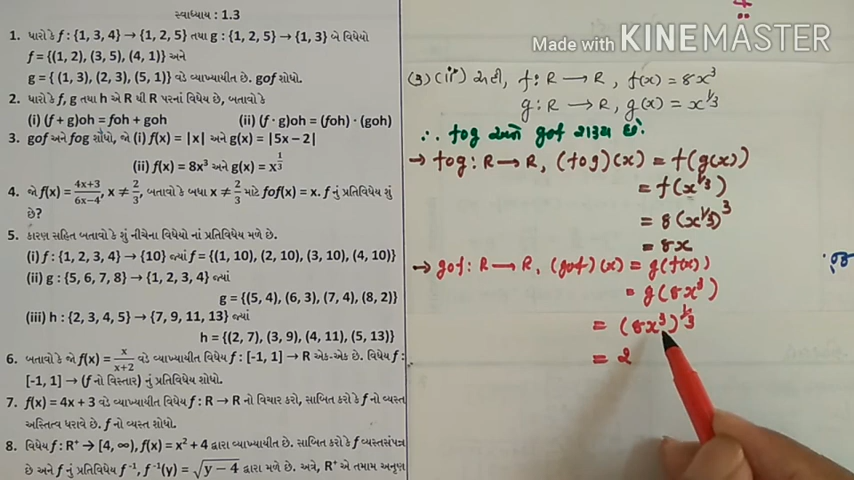 સ્વાધ્યાય : 1.3
1. ધારો કે f : {1, 3, 4} → {1, 2, 5} તથા g : {1, 2, 5} → {1, 3} બે વિધેયો
f = {(1, 2), (3, 5), (4, 1)} અને
g = { (1, 3), (2, 3), (5, 1)} વડે વ્યાખ્યાયીત છે. gof શોધો.
2. ધારો કે f, g તથા h એ R થી R પરનાં વિધેય છે, બતાવો કે
(i) (f + g)oh = foh + goh (ii) (f · g)oh = (foh) · (goh)
3. gof અને fog શોધો, જો (i) f(x) = |x| અને g(x) = |5x − 2|
(ii) f(x) = 8x³ અને g(x) = x^(1/3)
4. જો f(x) = (4x+3)/(6x−4), x ≠ 2/3, બતાવો કે બધા x ≠ 2/3 માટે fof(x) = x. f નું પ્રતિવિધેય શું
છે?
5. કારણ સહિત બતાવો કે શું નીચેના વિધેયો નાં પ્રતિવિધેય મળે છે.
(i) f : {1, 2, 3, 4} → {10} જ્યાં f = {(1, 10), (2, 10), (3, 10), (4, 10)}
(ii) g : {5, 6, 7, 8} → {1, 2, 3, 4} જ્યાં
g = {(5, 4), (6, 3), (7, 4), (8, 2)}
(iii) h : {2, 3, 4, 5} → {7, 9, 11, 13} જ્યાં
h = {(2, 7), (3, 9), (4, 11), (5, 13)}
6. બતાવો કે f(x) = x/(x+2) વડે વ્યાખ્યાયીત વિધેય f : [-1, 1] → R એક-એક છે. વિધેય f :
[-1, 1] → (f નો વિસ્તાર) નું પ્રતિવિધેય શોધો.
7. f(x) = 4x + 3 વડે વ્યાખ્યાયીત વિધેય f : R → R નો વિચાર કરો, સાબિત કરો કે f નો વ્યસ્ત
અસ્તિત્વ ધરાવે છે. f નો વ્યસ્ત શોધો.
8. વિધેય f : R⁺ → [4, ∞), f(x) = x² + 4 દ્વારા વ્યાખ્યાયીત છે. સાબિત કરો કે f વ્યસ્તસંપન્ન
છે અને f નું પ્રતિવિધેય f⁻¹, f⁻¹(y) = √(y − 4) દ્વારા મળે છે. અત્રે, R⁺ એ તમામ અનૃણ
Made with KINEMASTER
(૩) (ii) અહી, f : R → R, f(x) = 8x³
g : R → R, g(x) = x^(1/3)
∴ fog અને gof શક્ય છે.
→ fog : R → R, (fog)(x) = f(g(x))
= f(x^(1/3))
= 8(x^(1/3))³
= 8x
→ gof : R → R, (gof)(x) = g(f(x))
= g(8x³)
= (8x³)^(1/3)
= 2